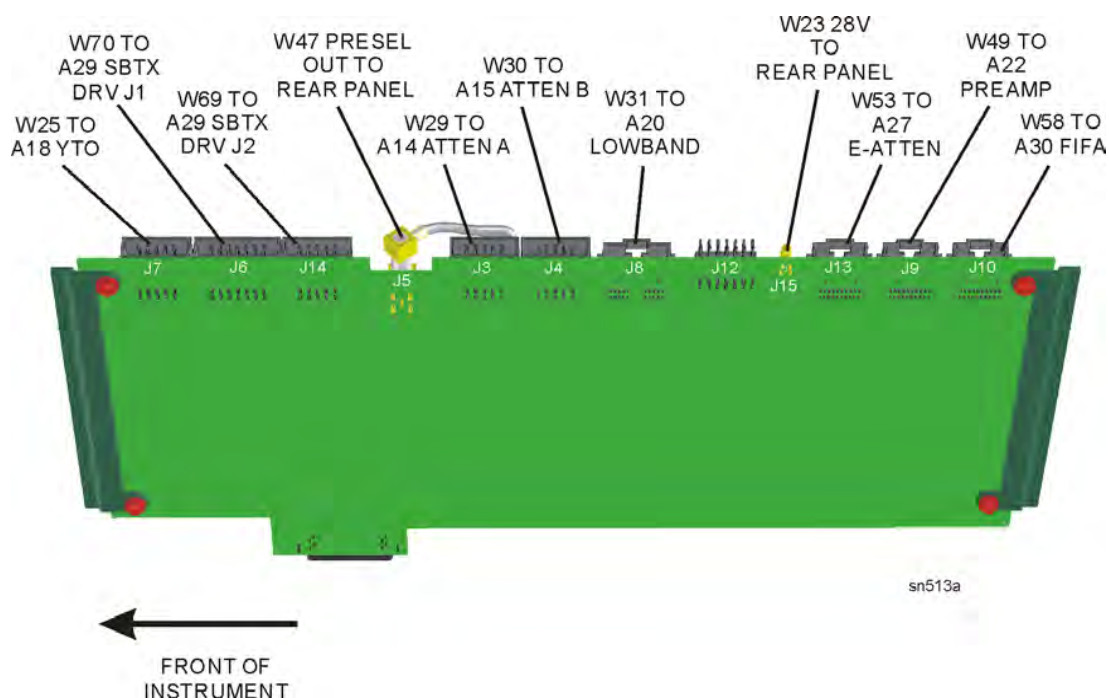 W25 TO
A18 YTO
W70 TO
A29 SBTX
DRV J1
W69 TO
A29 SBTX
DRV J2
W47 PRESEL
OUT TO
REAR PANEL
W29 TO
A14 ATTEN A
W30 TO
A15 ATTEN B
W31 TO
A20
LOWBAND
W23 28V
TO
REAR PANEL
W53 TO
A27
E-ATTEN
W49 TO
A22
PREAMP
W58 TO
A30 FIFA
J7
J6
J14
J5
J3
J4
J8
J12
J15
J13
J9
J10
sn513a
FRONT OF
INSTRUMENT